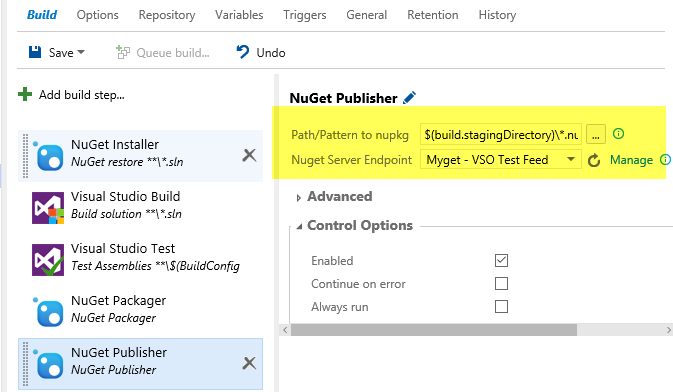 Build Options Repository Variables Triggers General Retention History
Save Queue build... Undo
Add build step...
NuGet Installer
NuGet restore **\*.sln
Visual Studio Build
Build solution **\*.sln
Visual Studio Test
Test Assemblies **\$(BuildConfig
NuGet Packager
NuGet Packager
NuGet Publisher
NuGet Publisher
NuGet Publisher
Path/Pattern to nupkg $(build.stagingDirectory)\*.nu ...
Nuget Server Endpoint Myget - VSO Test Feed Manage
Advanced
Control Options
Enabled
Continue on error
Always run